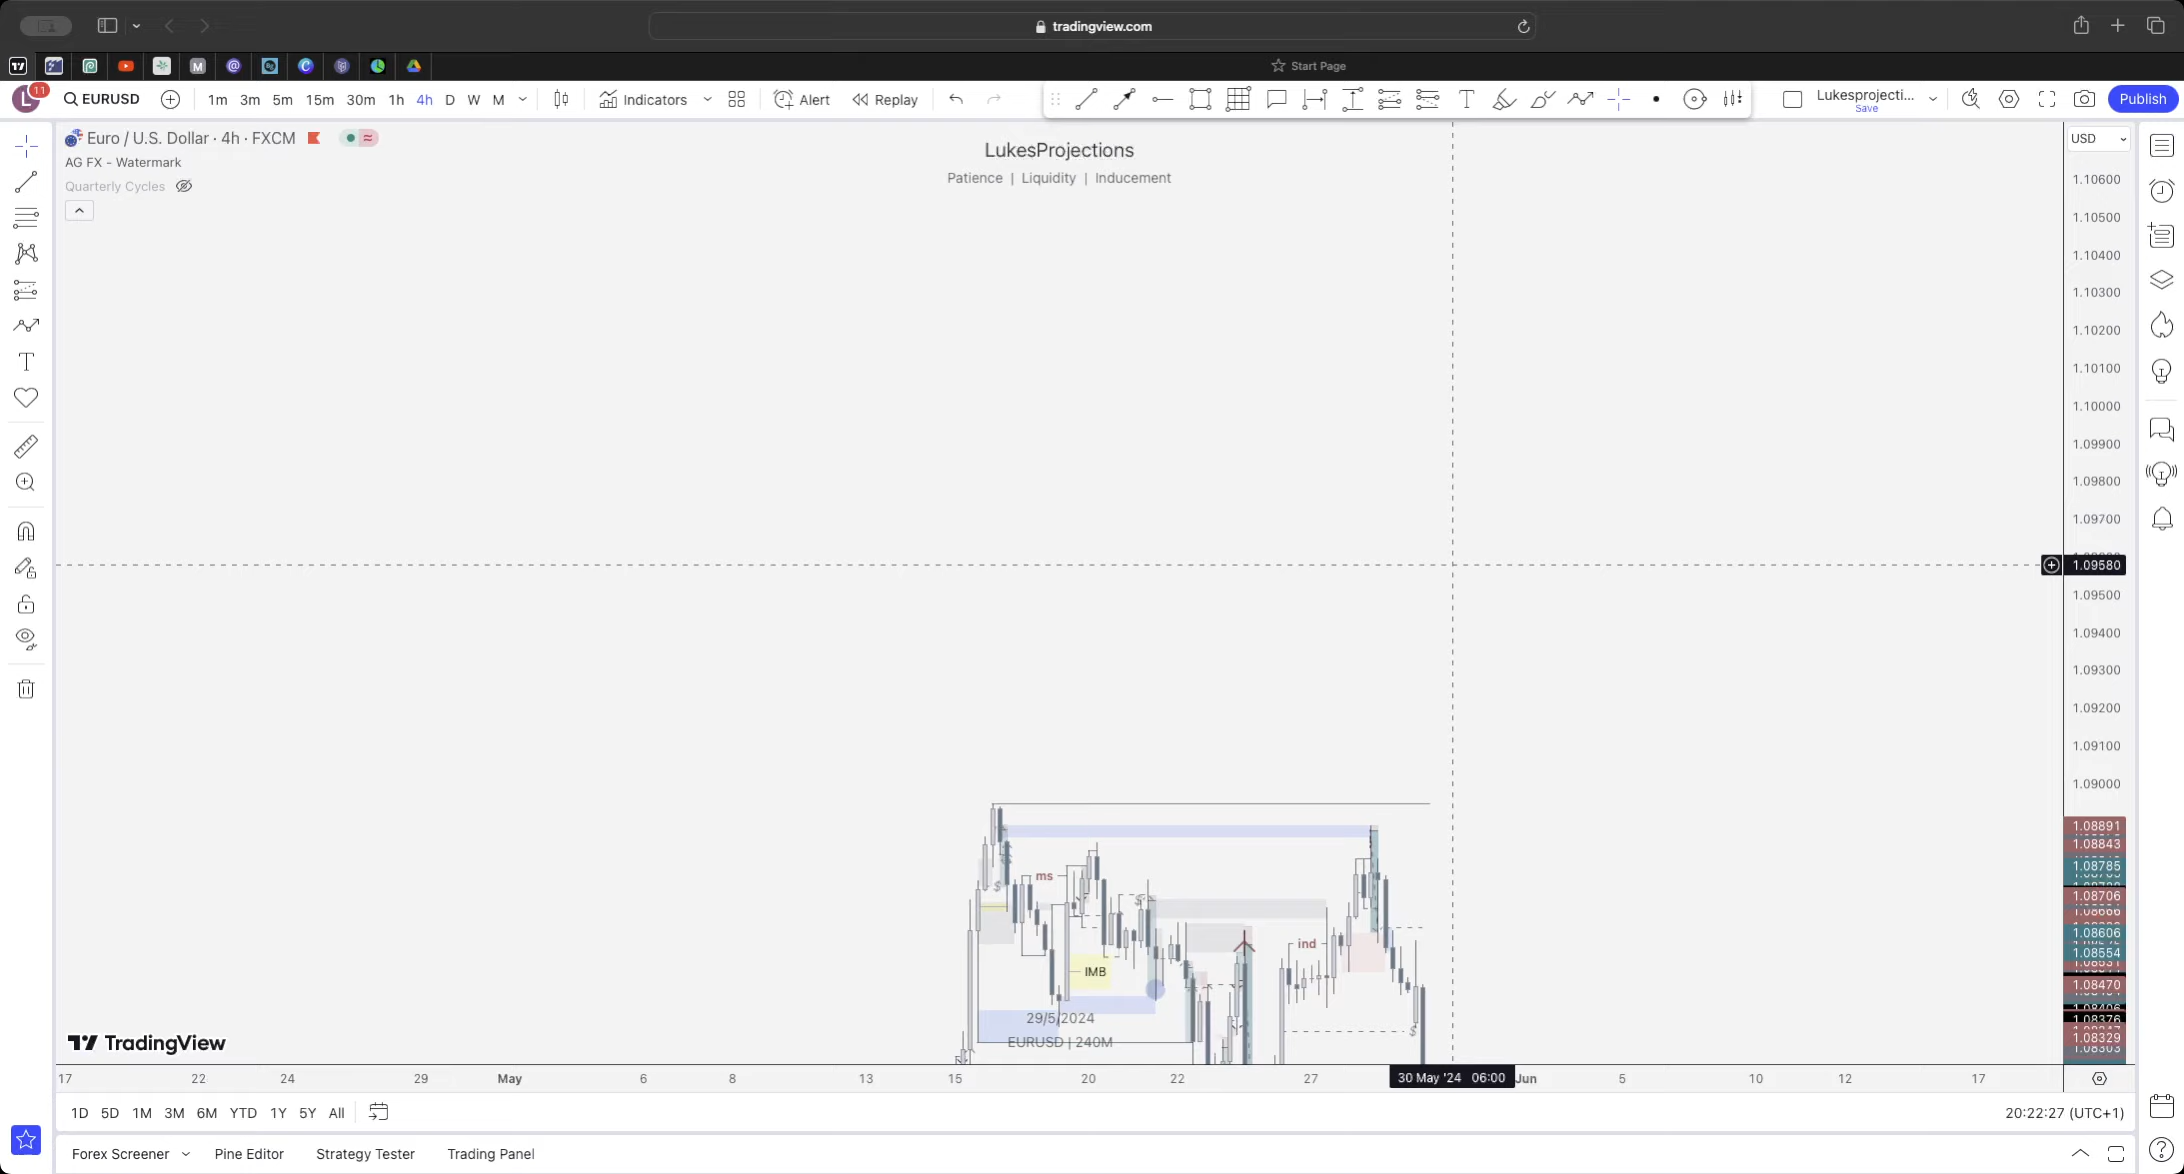 tradingview.com
Start Page
L 11 EURUSD 1m 3m 5m 15m 30m 1h 4h D W M Indicators Alert Replay Lukesprojecti... Save Publish
Euro / U.S. Dollar · 4h · FXCM
AG FX - Watermark
Quarterly Cycles
LukesProjections
Patience | Liquidity | Inducement
USD
1.10600
1.10500
1.10400
1.10300
1.10200
1.10100
1.10000
1.09900
1.09800
1.09700
1.09580
1.09500
1.09400
1.09300
1.09200
1.09100
1.09000
1.08891
1.08843
1.08785
1.08706
1.08606
1.08554
1.08470
1.08376
1.08329
ms
$
$
ind
IMB
$
29/5/2024
EURUSD | 240M
TradingView
17 22 24 29 May 6 8 13 15 20 22 27 30 May '24 06:00 Jun 5 10 12 17
1D 5D 1M 3M 6M YTD 1Y 5Y All 20:22:27 (UTC+1)
Forex Screener Pine Editor Strategy Tester Trading Panel